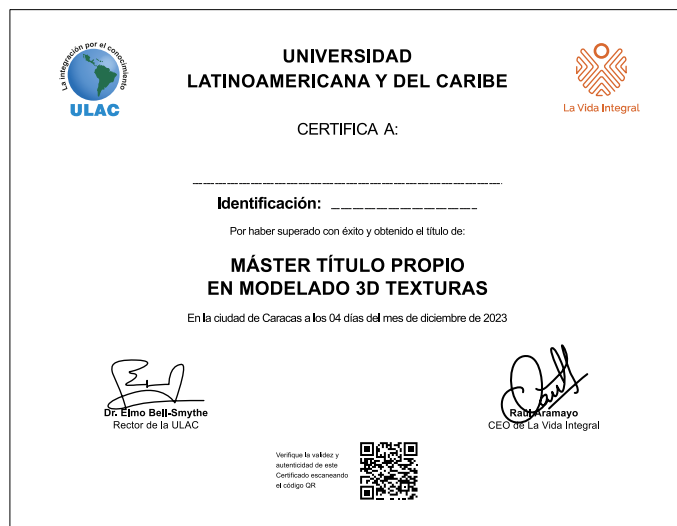 La integración por el conocimiento
ULAC
UNIVERSIDAD
LATINOAMERICANA Y DEL CARIBE
La Vida Integral
CERTIFICA A:
Identificación:
Por haber superado con éxito y obtenido el título de:
MÁSTER TÍTULO PROPIO
EN MODELADO 3D TEXTURAS
En la ciudad de Caracas a los 04 días del mes de diciembre de 2023
Dr. Elmo Bell-Smythe
Rector de la ULAC
Raúl Aramayo
CEO de La Vida Integral
Verifique la validez y
autenticidad de este
Certificado escaneando
el código QR